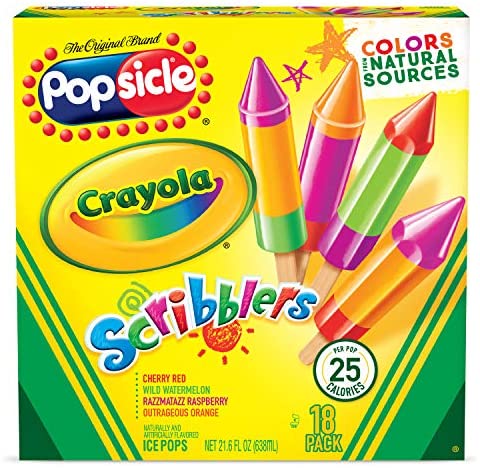 The Original Brand
Popsicle®
COLORS
FROM NATURAL
SOURCES
Crayola®
Scribblers
CHERRY RED
WILD WATERMELON
RAZZMATAZZ RASPBERRY
OUTRAGEOUS ORANGE
NATURALLY AND
ARTIFICIALLY FLAVORED
ICE POPS
NET 21.6 FL OZ (638mL)
PER POP
25
CALORIES
18
PACK